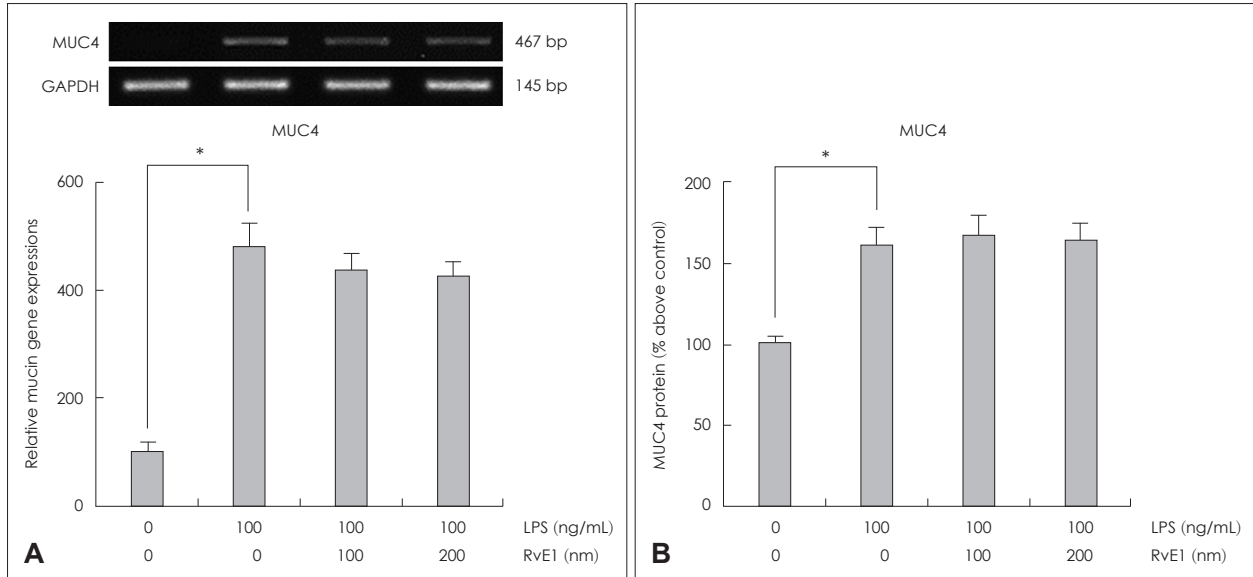 MUC4 467 bp
GAPDH 145 bp
MUC4
*
600
400
200
0
Relative mucin gene expressions
0 100 100 100 LPS (ng/mL)
0 0 100 200 RvE1 (nm)
A
MUC4
*
200
150
100
50
0
MUC4 protein (% above control)
0 100 100 100 LPS (ng/mL)
0 0 100 200 RvE1 (nm)
B